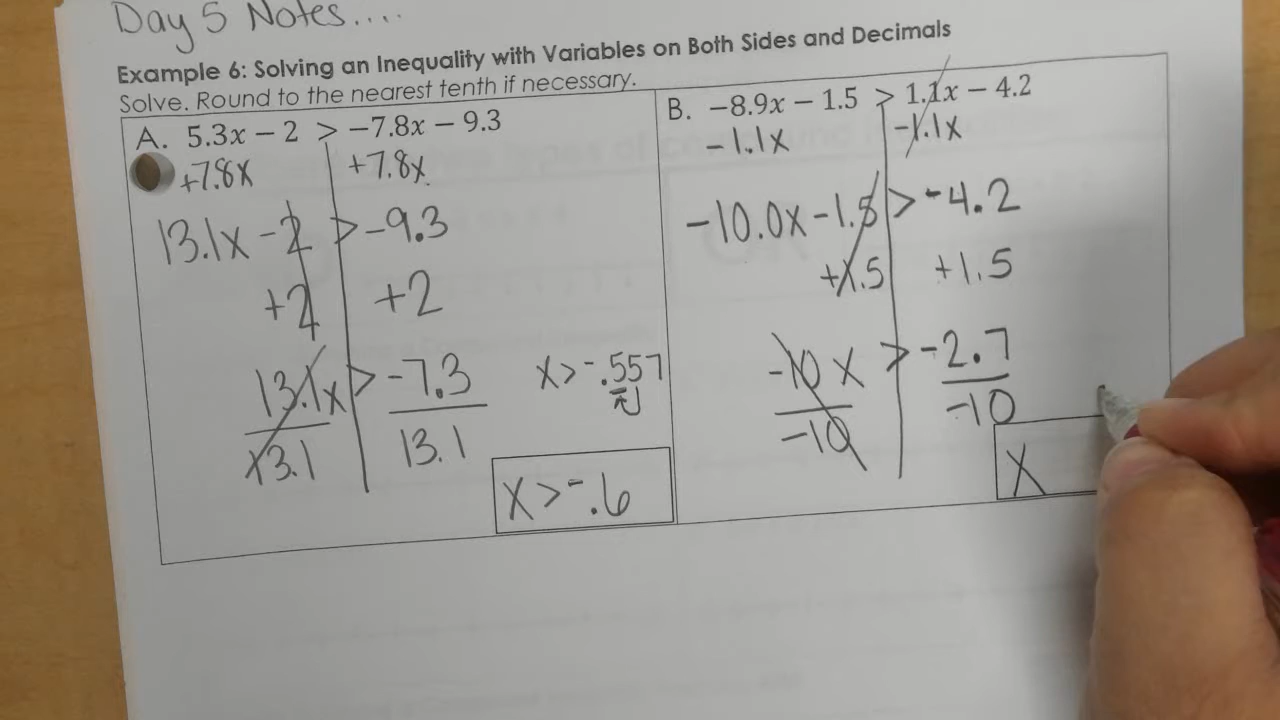 Day 5 Notes....
Example 6: Solving an Inequality with Variables on Both Sides and Decimals
Solve. Round to the nearest tenth if necessary.
A. 5.3x − 2 > −7.8x − 9.3
+7.8x +7.8x
13.1x − 2 > −9.3
+2 +2
13.1x > −7.3
13.1 13.1
x > -.557
x > -.6
B. −8.9x − 1.5 > 1.1x − 4.2
−1.1x −1.1x
−10.0x − 1.5 > -4.2
+1.5 +1.5
-10x > -2.7
-10 -10
x